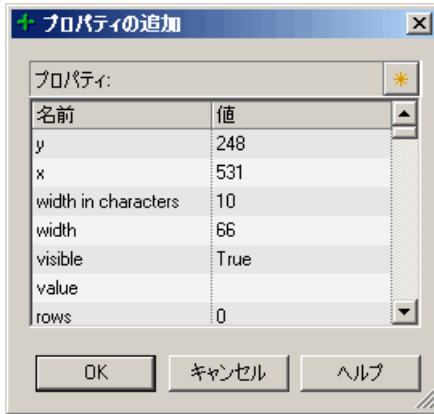 プロパティの追加
プロパティ:
名前 値
y 248
x 531
width in characters 10
width 66
visible True
value
rows 0
OK キャンセル ヘルプ